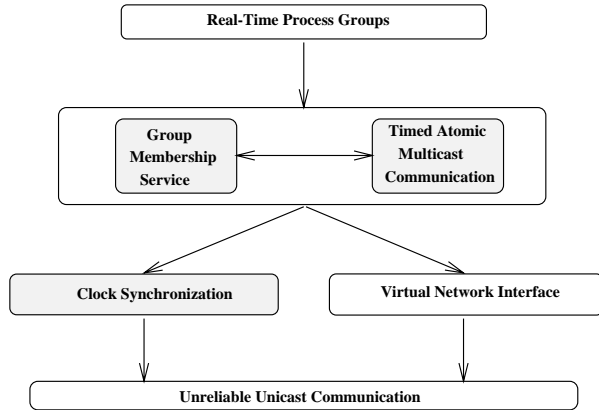 Real-Time Process Groups
Group
Membership
Service
Timed Atomic
Multicast
Communication
Clock Synchronization
Virtual Network Interface
Unreliable Unicast Communication